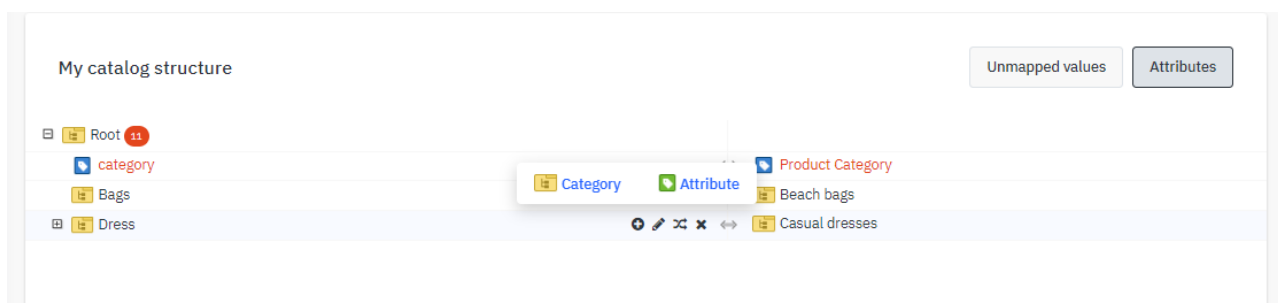 My catalog structure
Unmapped values
Attributes
Root 11
category
Product Category
Category
Attribute
Bags
Beach bags
Dress
Casual dresses